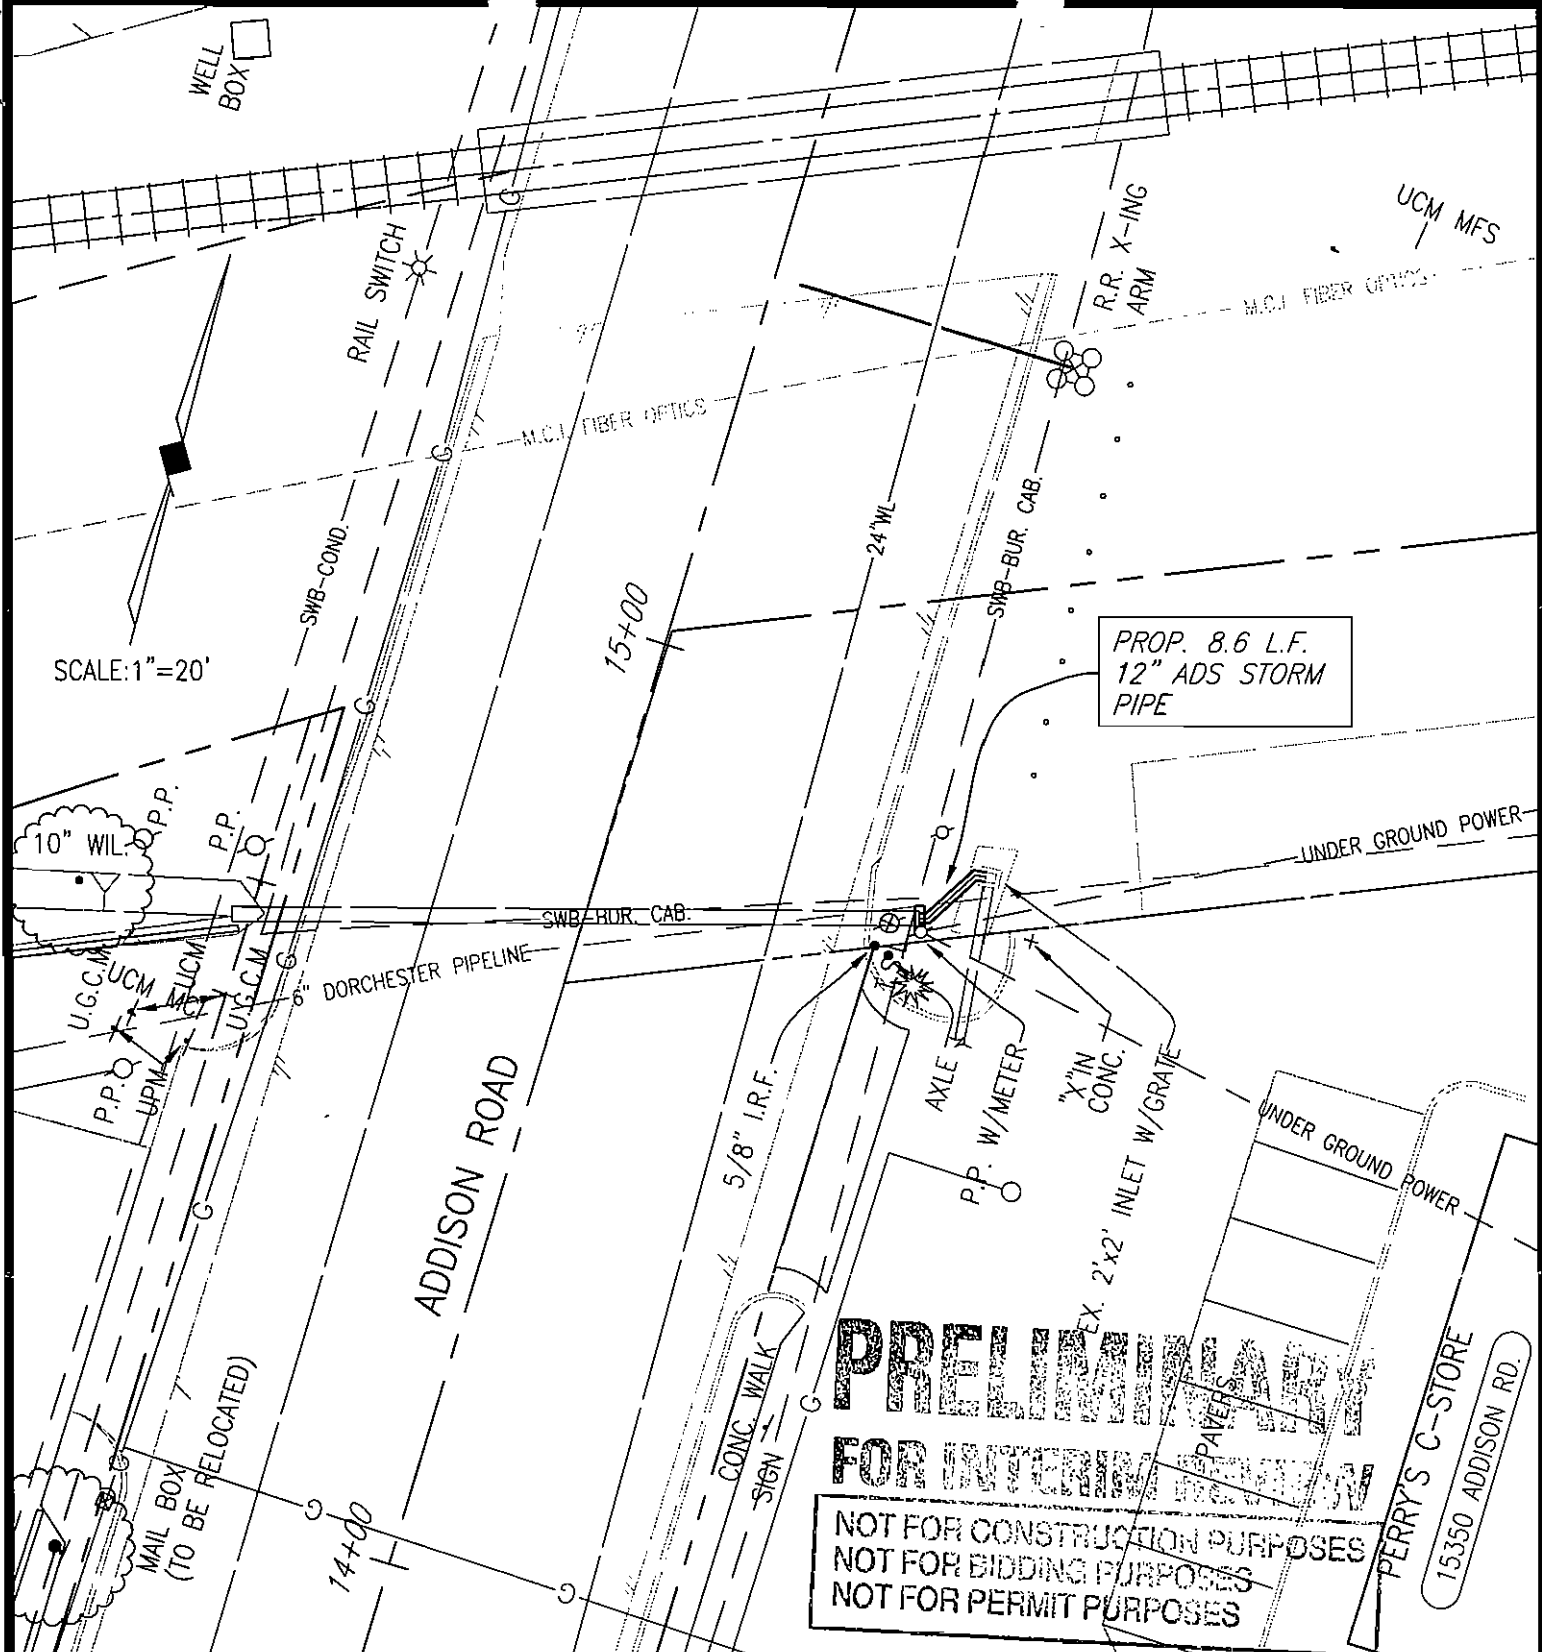 WELL
BOX
RAIL SWITCH
R.R. X-ING
ARM
UCM MFS
M.C.I. FIBER OPTICS
M.C.I. FIBER OPTICS
G
G
SWB-COND.
24"WL
SWB-BUR. CAB.
15+00
SCALE:1"=20'
PROP. 8.6 L.F.
12" ADS STORM
PIPE
G
10" WIL.
P.P.
P.P.
UNDER GROUND POWER
SWB-BUR. CAB.
6" DORCHESTER PIPELINE
G
U.G.C.M
UCM MCI
UCM
U.G.C.M
P.P.
UPM
AXLE
P.P. W/METER
"X"IN
CONC.
EX. 2'x2' INLET W/GRATE
5/8" I.R.F.
UNDER GROUND POWER
ADDISON ROAD
G
CONC. WALK
SIGN
G
PAVERS
PERRY'S C-STORE
15350 ADDISON RD.
MAIL BOX
(TO BE RELOCATED)
14+00
G
G
PRELIMINARY
FOR INTERIM REVIEW
NOT FOR CONSTRUCTION PURPOSES
NOT FOR BIDDING PURPOSES
NOT FOR PERMIT PURPOSES